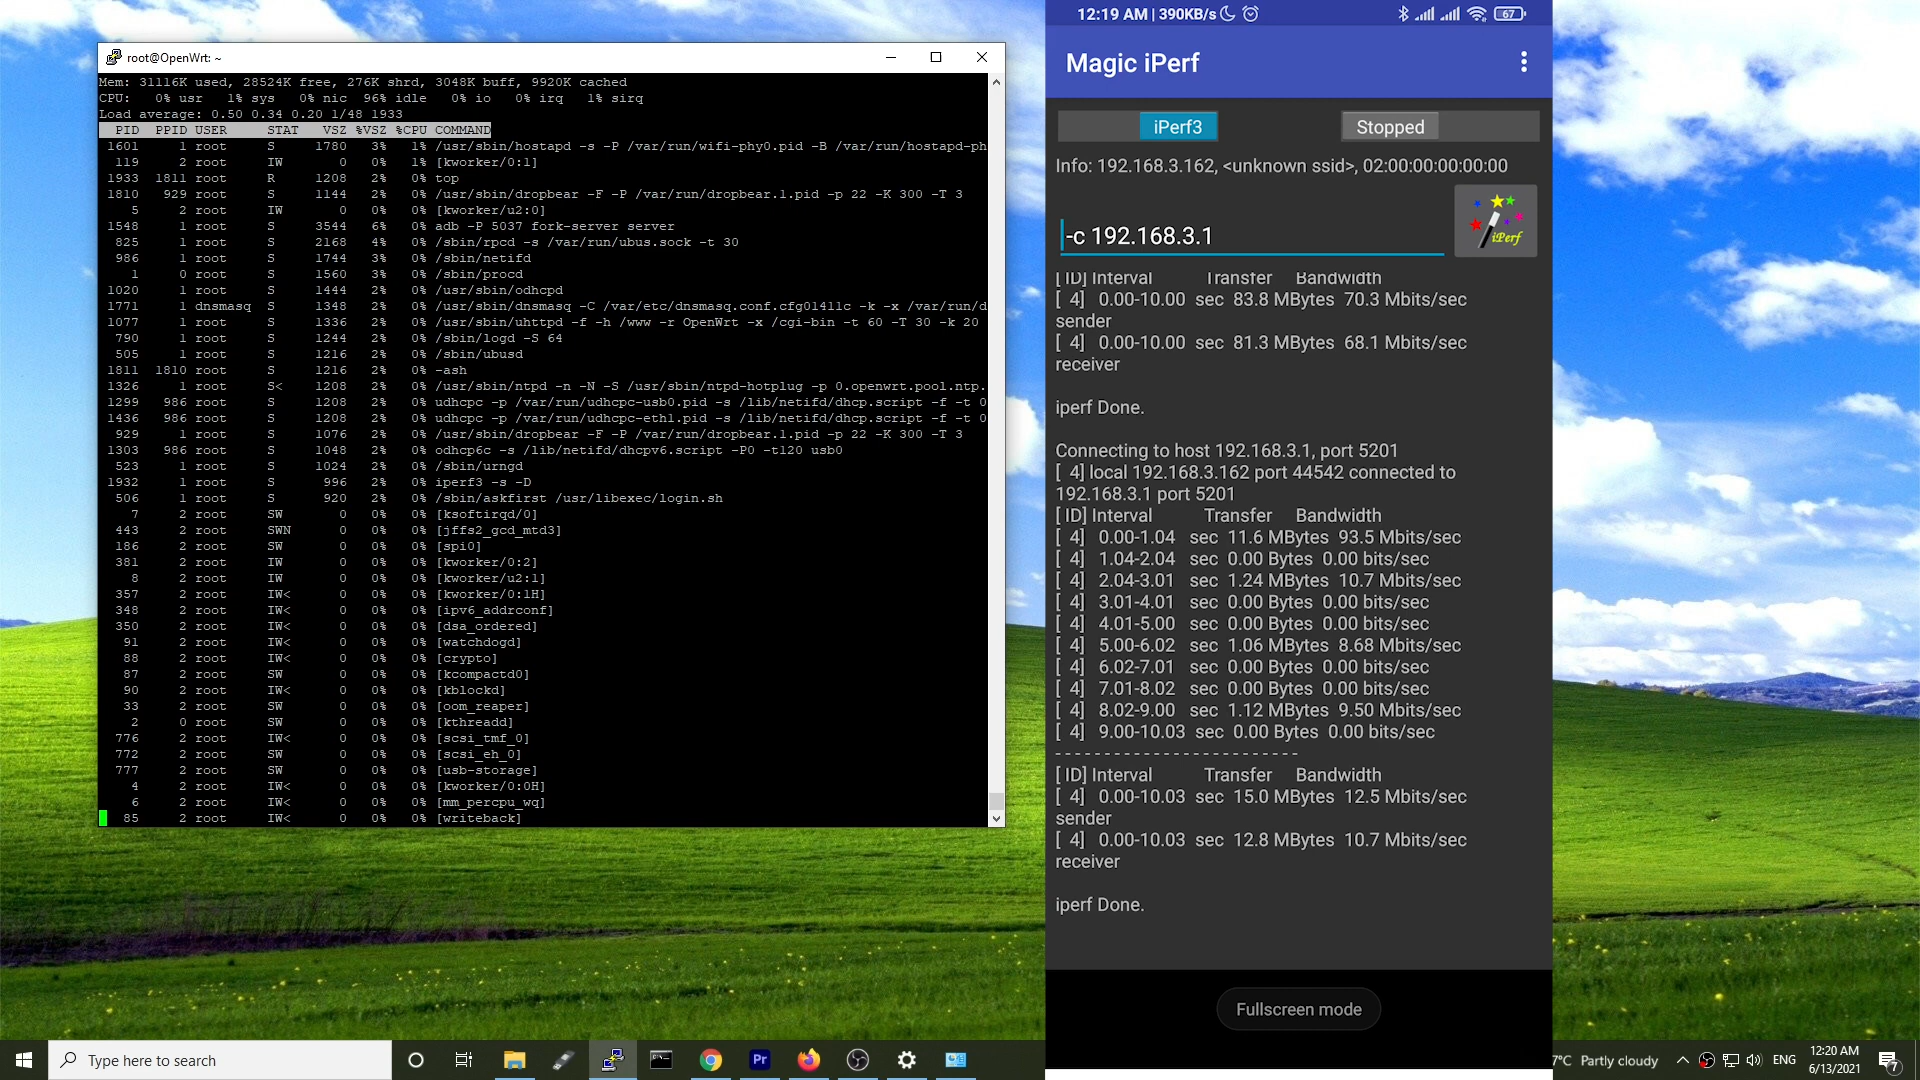 root@OpenWrt: ~
Mem: 31116K used, 28524K free, 276K shrd, 3048K buff, 9920K cached
CPU:   0% usr   1% sys   0% nic  96% idle   0% io   0% irq   1% sirq
Load average: 0.50 0.34 0.20 1/48 1933
PID  PPID USER     STAT   VSZ %VSZ %CPU COMMAND
1601     1 root     S     1780   3%   1% /usr/sbin/hostapd -s -P /var/run/wifi-phy0.pid -B /var/run/hostapd-ph
119     2 root     IW       0   0%   1% [kworker/0:1]
1933  1811 root     R     1208   2%   0% top
1810   929 root     S     1144   2%   0% /usr/sbin/dropbear -F -P /var/run/dropbear.1.pid -p 22 -K 300 -T 3
5     2 root     IW       0   0%   0% [kworker/u2:0]
1548     1 root     S     3544   6%   0% adb -P 5037 fork-server server
825     1 root     S     2168   4%   0% /sbin/rpcd -s /var/run/ubus.sock -t 30
986     1 root     S     1744   3%   0% /sbin/netifd
1     0 root     S     1560   3%   0% /sbin/procd
1020     1 root     S     1444   2%   0% /usr/sbin/odhcpd
1771     1 dnsmasq  S     1348   2%   0% /usr/sbin/dnsmasq -C /var/etc/dnsmasq.conf.cfg01411c -k -x /var/run/d
1077     1 root     S     1336   2%   0% /usr/sbin/uhttpd -f -h /www -r OpenWrt -x /cgi-bin -t 60 -T 30 -k 20
790     1 root     S     1244   2%   0% /sbin/logd -S 64
505     1 root     S     1216   2%   0% /sbin/ubusd
1811  1810 root     S     1216   2%   0% -ash
1326     1 root     S<    1208   2%   0% /usr/sbin/ntpd -n -N -S /usr/sbin/ntpd-hotplug -p 0.openwrt.pool.ntp.
1299   986 root     S     1208   2%   0% udhcpc -p /var/run/udhcpc-usb0.pid -s /lib/netifd/dhcp.script -f -t 0
1436   986 root     S     1208   2%   0% udhcpc -p /var/run/udhcpc-eth1.pid -s /lib/netifd/dhcp.script -f -t 0
929     1 root     S     1076   2%   0% /usr/sbin/dropbear -F -P /var/run/dropbear.1.pid -p 22 -K 300 -T 3
1303   986 root     S     1048   2%   0% odhcp6c -s /lib/netifd/dhcpv6.script -P0 -t120 usb0
523     1 root     S     1024   2%   0% /sbin/urngd
1932     1 root     S      996   2%   0% iperf3 -s -D
506     1 root     S      920   2%   0% /sbin/askfirst /usr/libexec/login.sh
7     2 root     SW       0   0%   0% [ksoftirqd/0]
443     2 root     SWN      0   0%   0% [jffs2_gcd_mtd3]
186     2 root     SW       0   0%   0% [spi0]
381     2 root     IW       0   0%   0% [kworker/0:2]
8     2 root     IW       0   0%   0% [kworker/u2:1]
357     2 root     IW<      0   0%   0% [kworker/0:1H]
348     2 root     IW<      0   0%   0% [ipv6_addrconf]
350     2 root     IW<      0   0%   0% [dsa_ordered]
91     2 root     IW<      0   0%   0% [watchdogd]
88     2 root     IW<      0   0%   0% [crypto]
87     2 root     SW       0   0%   0% [kcompactd0]
90     2 root     IW<      0   0%   0% [kblockd]
33     2 root     SW       0   0%   0% [oom_reaper]
2     0 root     SW       0   0%   0% [kthreadd]
776     2 root     IW<      0   0%   0% [scsi_tmf_0]
772     2 root     SW       0   0%   0% [scsi_eh_0]
777     2 root     SW       0   0%   0% [usb-storage]
4     2 root     IW<      0   0%   0% [kworker/0:0H]
6     2 root     IW<      0   0%   0% [mm_percpu_wq]
85     2 root     IW<      0   0%   0% [writeback]
12:19 AM | 390KB/s 67
Magic iPerf
iPerf3 Stopped
Info: 192.168.3.162, <unknown ssid>, 02:00:00:00:00:00
-c 192.168.3.1
iPerf
[ ID] Interval Transfer Bandwidth
[ 4] 0.00-10.00 sec 83.8 MBytes 70.3 Mbits/sec
sender
[ 4] 0.00-10.00 sec 81.3 MBytes 68.1 Mbits/sec
receiver
iperf Done.
Connecting to host 192.168.3.1, port 5201
[ 4] local 192.168.3.162 port 44542 connected to
192.168.3.1 port 5201
[ ID] Interval Transfer Bandwidth
[ 4] 0.00-1.04 sec 11.6 MBytes 93.5 Mbits/sec
[ 4] 1.04-2.04 sec 0.00 Bytes 0.00 bits/sec
[ 4] 2.04-3.01 sec 1.24 MBytes 10.7 Mbits/sec
[ 4] 3.01-4.01 sec 0.00 Bytes 0.00 bits/sec
[ 4] 4.01-5.00 sec 0.00 Bytes 0.00 bits/sec
[ 4] 5.00-6.02 sec 1.06 MBytes 8.68 Mbits/sec
[ 4] 6.02-7.01 sec 0.00 Bytes 0.00 bits/sec
[ 4] 7.01-8.02 sec 0.00 Bytes 0.00 bits/sec
[ 4] 8.02-9.00 sec 1.12 MBytes 9.50 Mbits/sec
[ 4] 9.00-10.03 sec 0.00 Bytes 0.00 bits/sec
- - - - - - - - - - - - - - - - - - - - - - - - -
[ ID] Interval Transfer Bandwidth
[ 4] 0.00-10.03 sec 15.0 MBytes 12.5 Mbits/sec
sender
[ 4] 0.00-10.03 sec 12.8 MBytes 10.7 Mbits/sec
receiver
iperf Done.
Fullscreen mode
Type here to search
Pr
7°C Partly cloudy
ENG
12:20 AM
6/13/2021
7